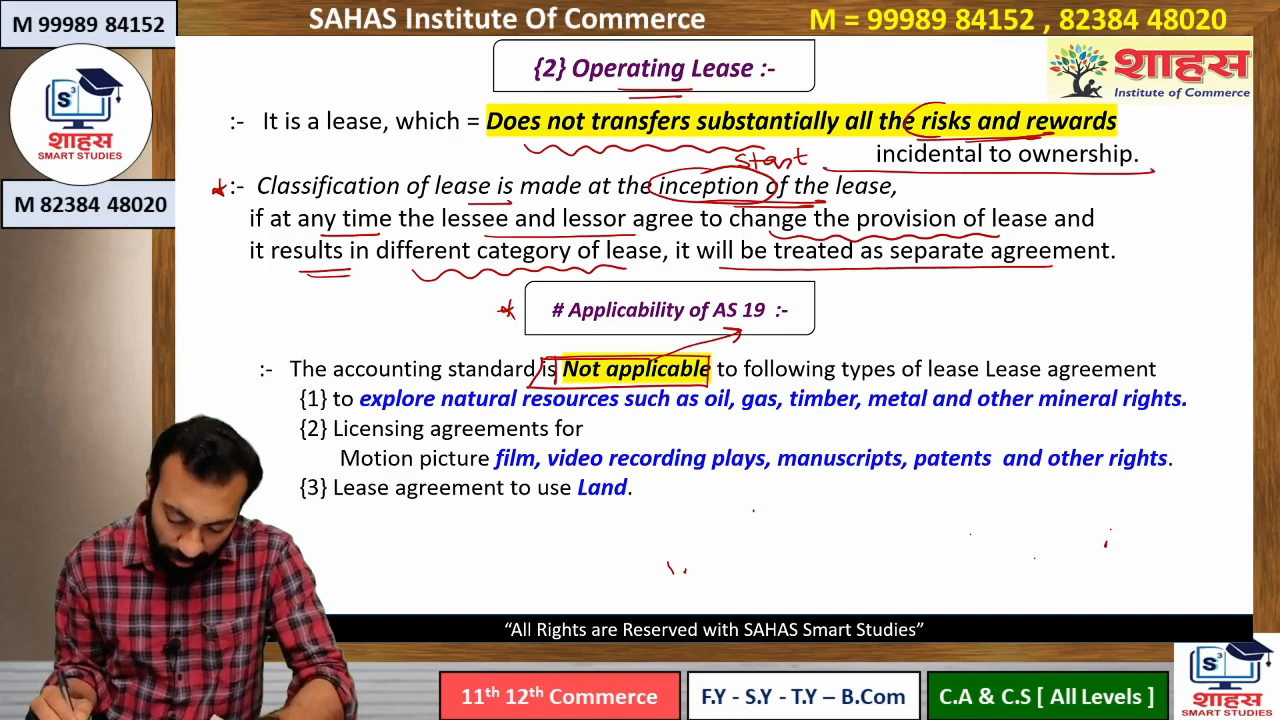 M 99989 84152
SAHAS Institute Of Commerce
M = 99989 84152 , 82384 48020
{2} Operating Lease :-
शाहस
Institute of Commerce
S³
शाहस
SMART STUDIES
M 82384 48020
:- It is a lease, which = Does not transfers substantially all the risks and rewards
incidental to ownership.
start
:- Classification of lease is made at the inception of the lease,
if at any time the lessee and lessor agree to change the provision of lease and
it results in different category of lease, it will be treated as separate agreement.
# Applicability of AS 19 :-
:- The accounting standard is Not applicable to following types of lease Lease agreement
{1} to explore natural resources such as oil, gas, timber, metal and other mineral rights.
{2} Licensing agreements for
Motion picture film, video recording plays, manuscripts, patents and other rights.
{3} Lease agreement to use Land.
“All Rights are Reserved with SAHAS Smart Studies”
11th 12th Commerce
F.Y - S.Y - T.Y – B.Com
C.A & C.S [ All Levels ]
S³
शाहस
SMART STUDIES